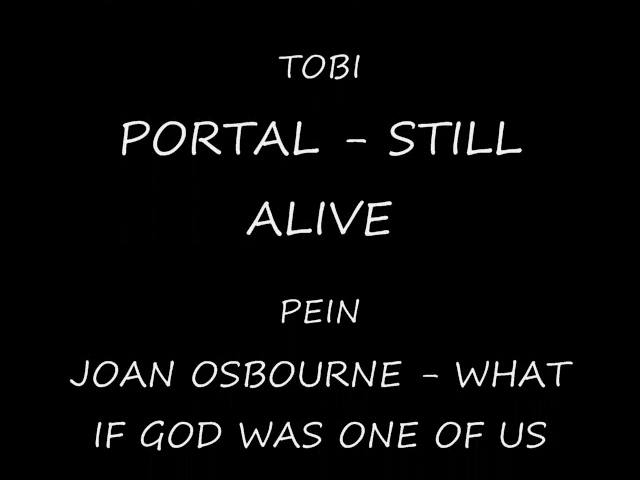 TOBI
PORTAL - STILL
ALIVE
PEIN
JOAN OSBOURNE - WHAT
IF GOD WAS ONE OF US